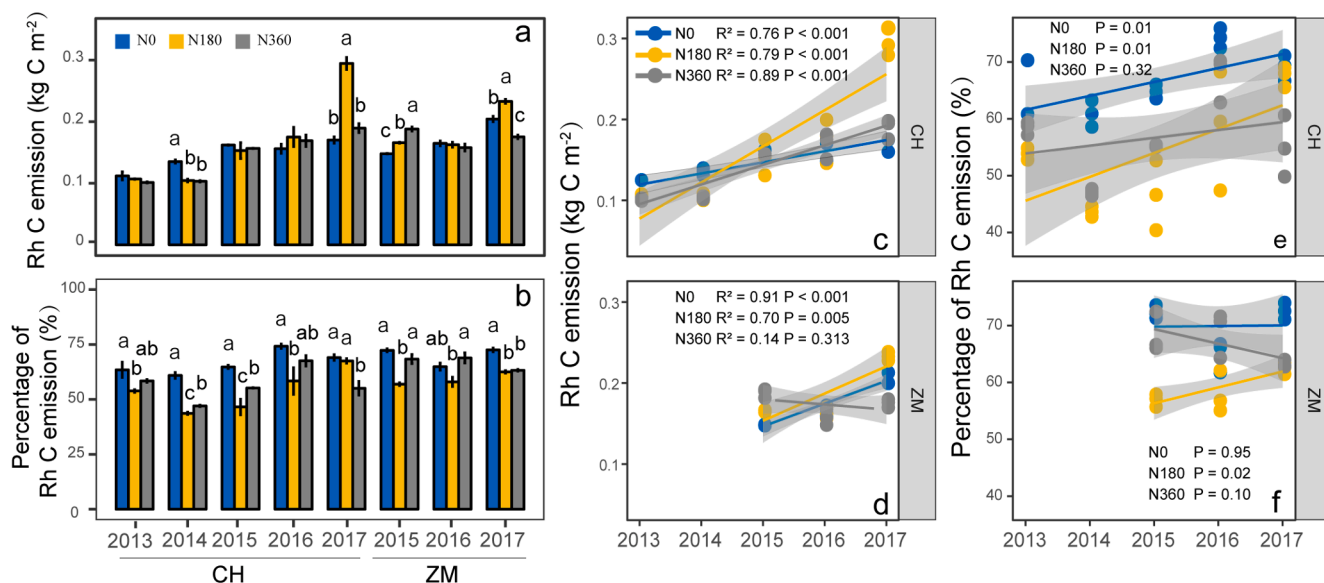 a
N0 N180 N360
Rh C emission (kg C m⁻²)
0.3
0.2
0.1
0
a b b
a b b
c b a
b a c
b
Percentage of
Rh C emission (%)
100
75
50
25
0
a b ab
a c b
a c b
a b ab
a a b
a b a
ab b a
a b b
2013 2014 2015 2016 2017 2015 2016 2017
CH ZM
c
Rh C emission (kg C m⁻²)
N0 R² = 0.76 P < 0.001
N180 R² = 0.79 P < 0.001
N360 R² = 0.89 P < 0.001
0.3
0.2
0.1
CH
d
N0 R² = 0.91 P < 0.001
N180 R² = 0.70 P = 0.005
N360 R² = 0.14 P = 0.313
0.3
0.2
0.1
ZM
2013 2014 2015 2016 2017
e
Percentage of Rh C emission (%)
N0 P = 0.01
N180 P = 0.01
N360 P = 0.32
70
60
50
40
CH
f
70
60
50
40
N0 P = 0.95
N180 P = 0.02
N360 P = 0.10
ZM
2013 2014 2015 2016 2017